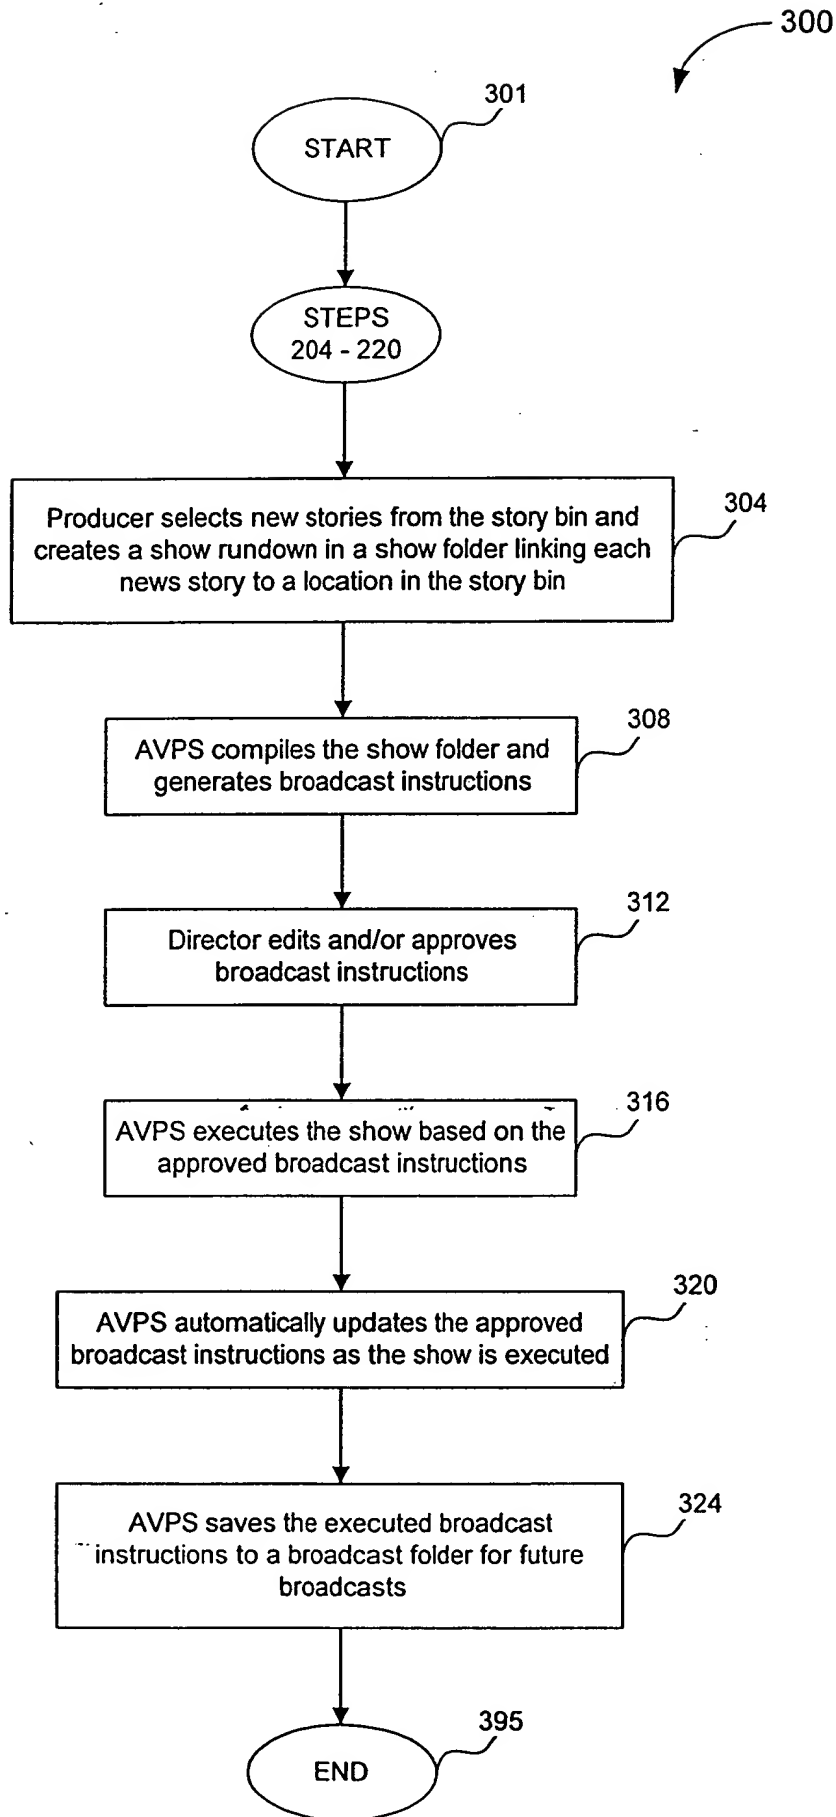 300
301
START
STEPS
204 - 220
304
Producer selects new stories from the story bin and
creates a show rundown in a show folder linking each
news story to a location in the story bin
308
AVPS compiles the show folder and
generates broadcast instructions
312
Director edits and/or approves
broadcast instructions
316
AVPS executes the show based on the
approved broadcast instructions
320
AVPS automatically updates the approved
broadcast instructions as the show is executed
324
AVPS saves the executed broadcast
instructions to a broadcast folder for future
broadcasts
395
END